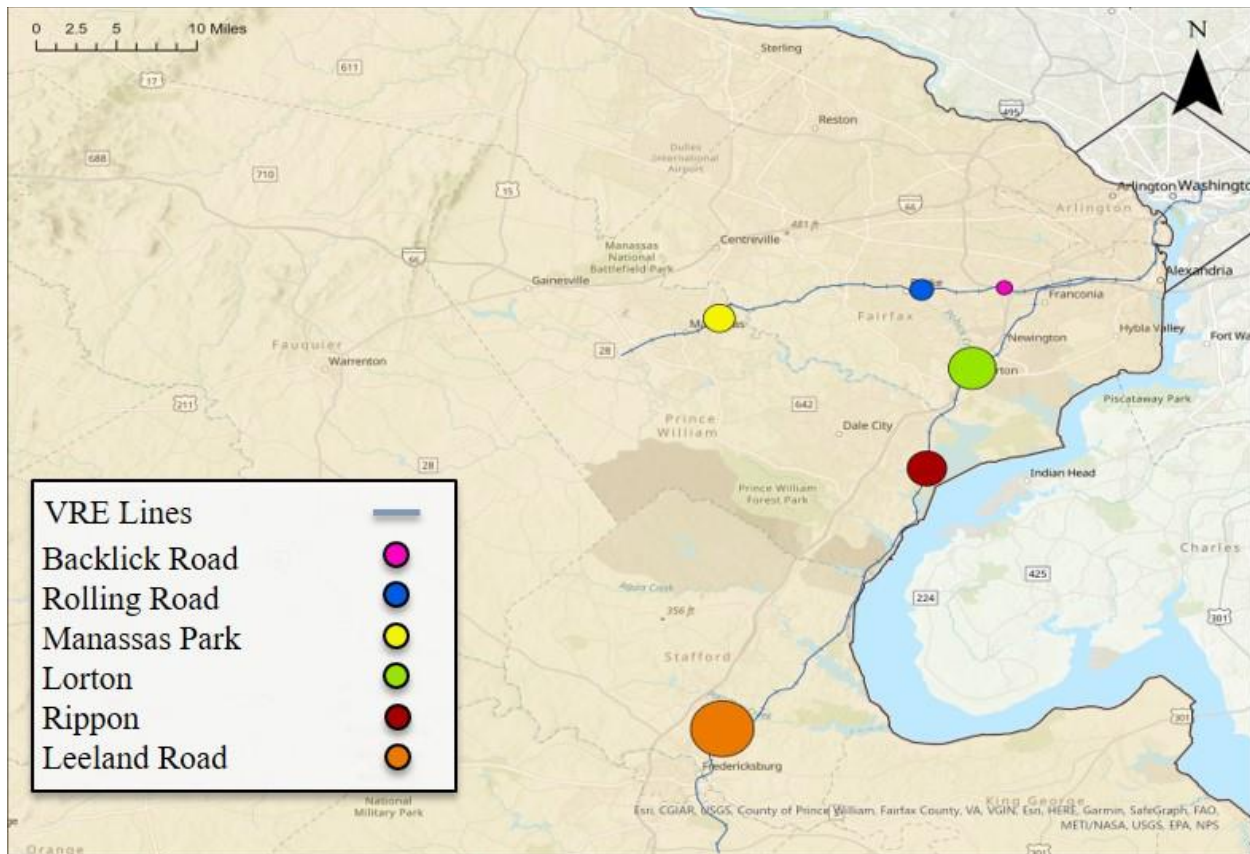 0 2.5 5 10 Miles
N
Sterling
611
17
495
Reston
688
Dulles
International
Airport
710
15
66
Arlington
Washington
Arlington
481 ft
Centreville
Manassas
National
Battlefield Park
66
Alexandria
Gainesville
Franconia
Fairfax
Hybla Valley
Newington
28
Fauquier
Warrenton
Piscataway Park
211
642
Prince
William
Dale City
28
Indian Head
Prince William
Forest Park
Charles
425
Aquia Creek
224
301
356 ft
Stafford
301
Fredericksburg
VRE Lines
Backlick Road
Rolling Road
Manassas Park
Lorton
Rippon
Leeland Road
National
Military Park
King George
Esri, CGIAR, USGS, County of Prince William, Fairfax County, VA, VGIN, Esri, HERE, Garmin, SafeGraph, FAO,
METI/NASA, USGS, EPA, NPS
Orange
301
301